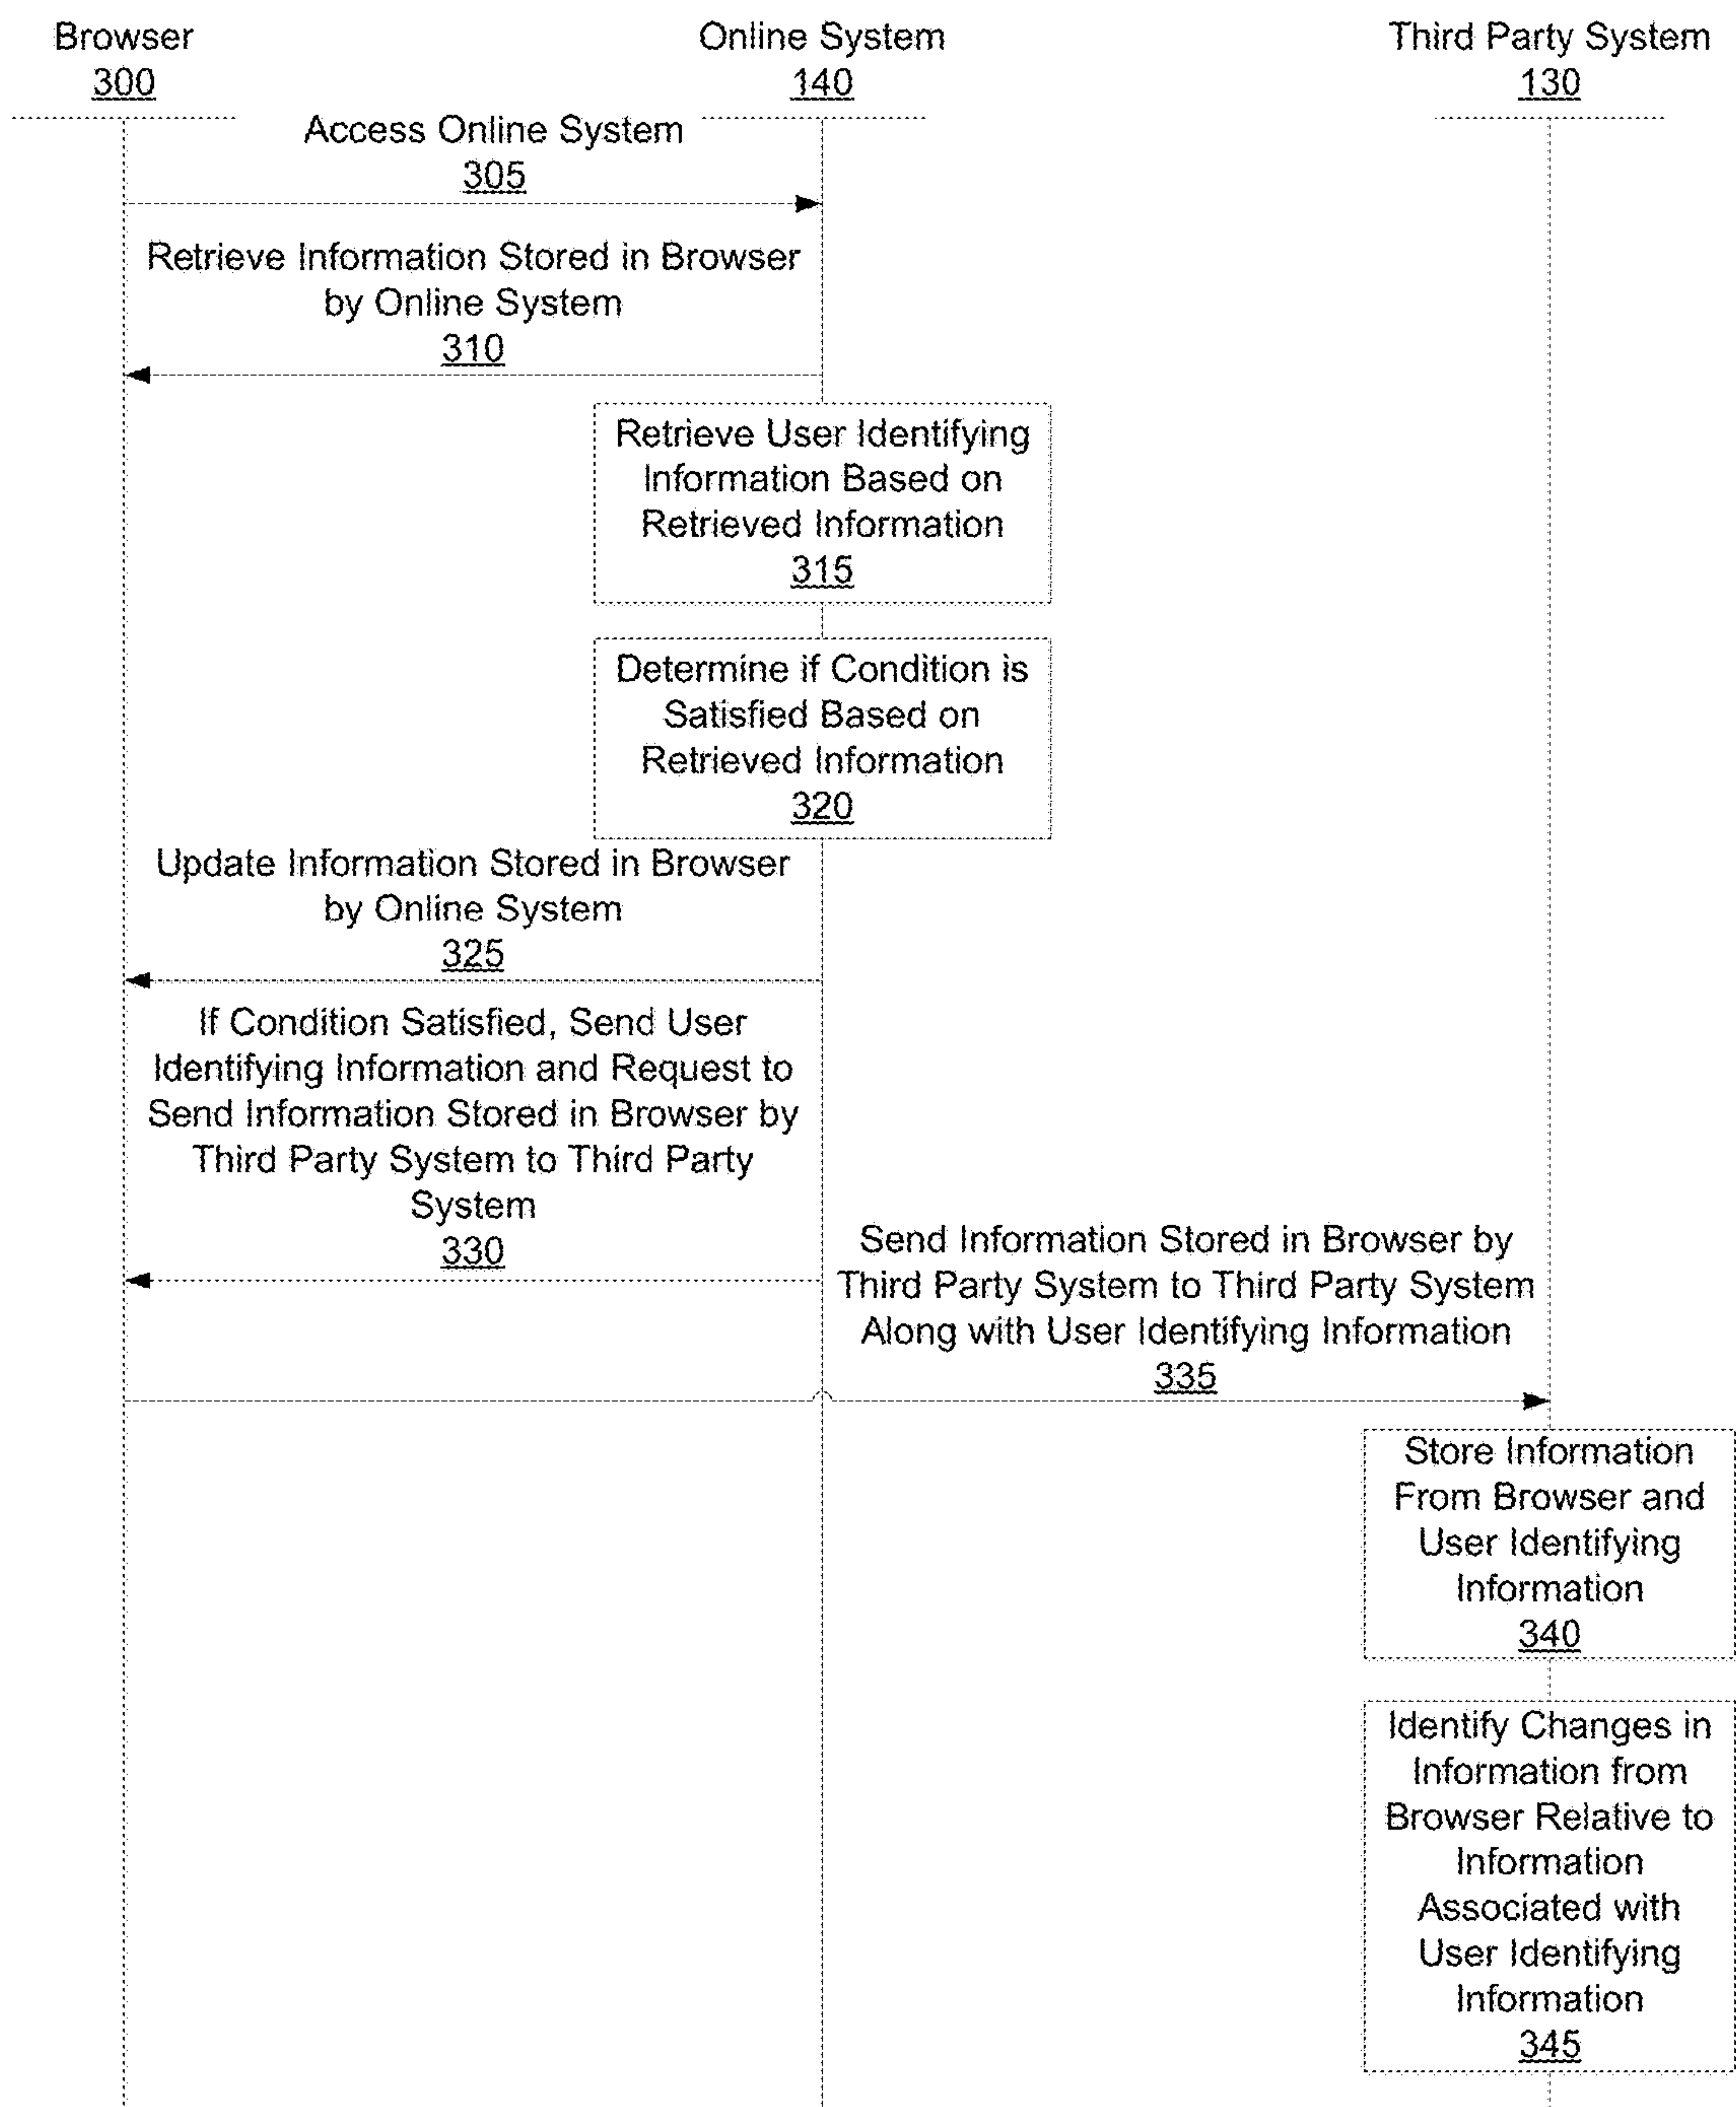 Browser
300
Online System
140
Third Party System
130
Access Online System
305
Retrieve Information Stored in Browser
by Online System
310
Retrieve User Identifying
Information Based on
Retrieved Information
315
Determine if Condition is
Satisfied Based on
Retrieved Information
320
Update Information Stored in Browser
by Online System
325
If Condition Satisfied, Send User
Identifying Information and Request to
Send Information Stored in Browser by
Third Party System to Third Party
System
330
Send Information Stored in Browser by
Third Party System to Third Party System
Along with User Identifying Information
335
Store Information
From Browser and
User Identifying
Information
340
Identify Changes in
Information from
Browser Relative to
Information
Associated with
User Identifying
Information
345